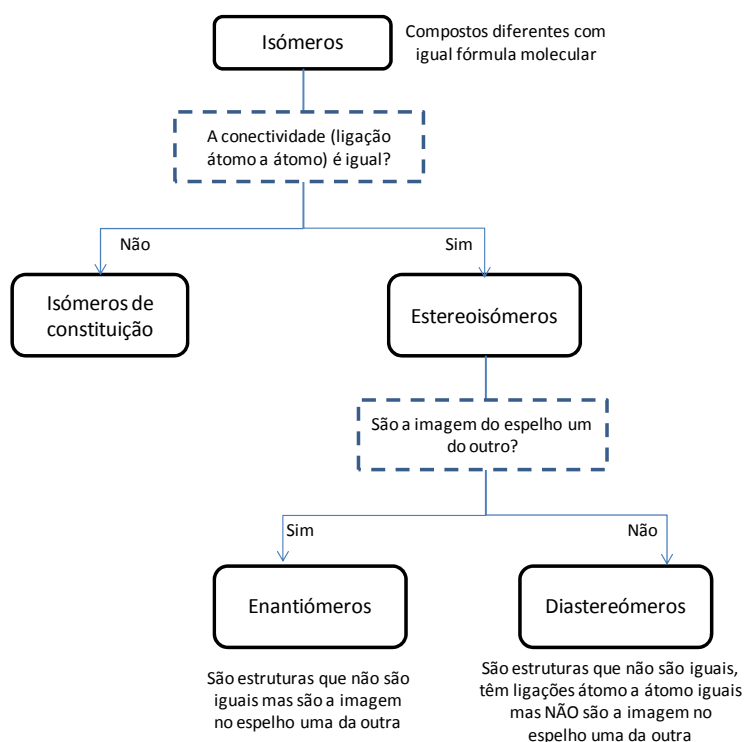 Isómeros
Compostos diferentes com
igual fórmula molecular
A conectividade (ligação
átomo a átomo) é igual?
Não
Sim
Isómeros de
constituição
Estereoisómeros
São a imagem do espelho um
do outro?
Sim
Não
Enantiómeros
Diastereómeros
São estruturas que não são
iguais mas são a imagem
no espelho uma da outra
São estruturas que não são iguais,
têm ligações átomo a átomo iguais
mas NÃO são a imagem no
espelho uma da outra